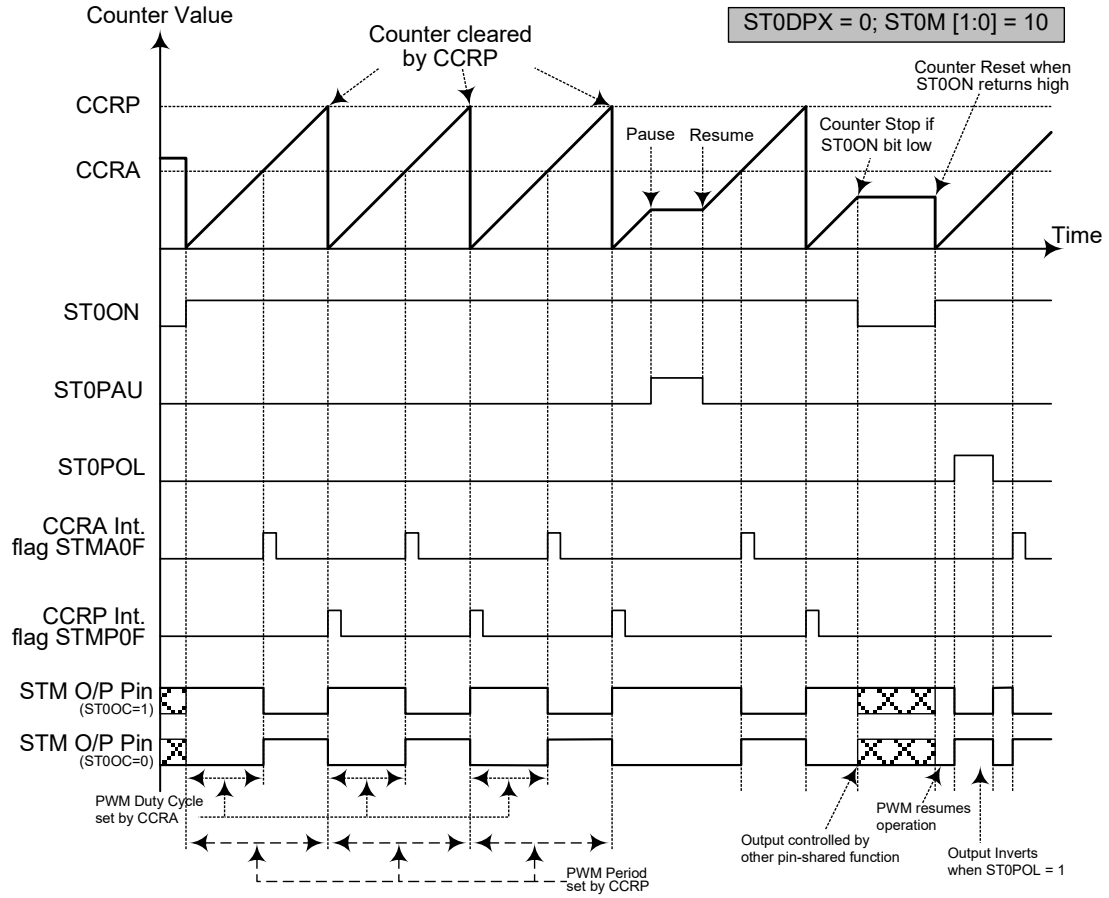 Counter Value
ST0DPX = 0; ST0M [1:0] = 10
Counter cleared
by CCRP
Counter Reset when
ST0ON returns high
CCRP
Pause
Resume
Counter Stop if
ST0ON bit low
CCRA
Time
ST0ON
ST0PAU
ST0POL
CCRA Int.
flag STMA0F
CCRP Int.
flag STMP0F
STM O/P Pin
(ST0OC=1)
STM O/P Pin
(ST0OC=0)
PWM Duty Cycle
set by CCRA
PWM resumes
operation
Output controlled by
other pin-shared function
Output Inverts
when ST0POL = 1
PWM Period
set by CCRP